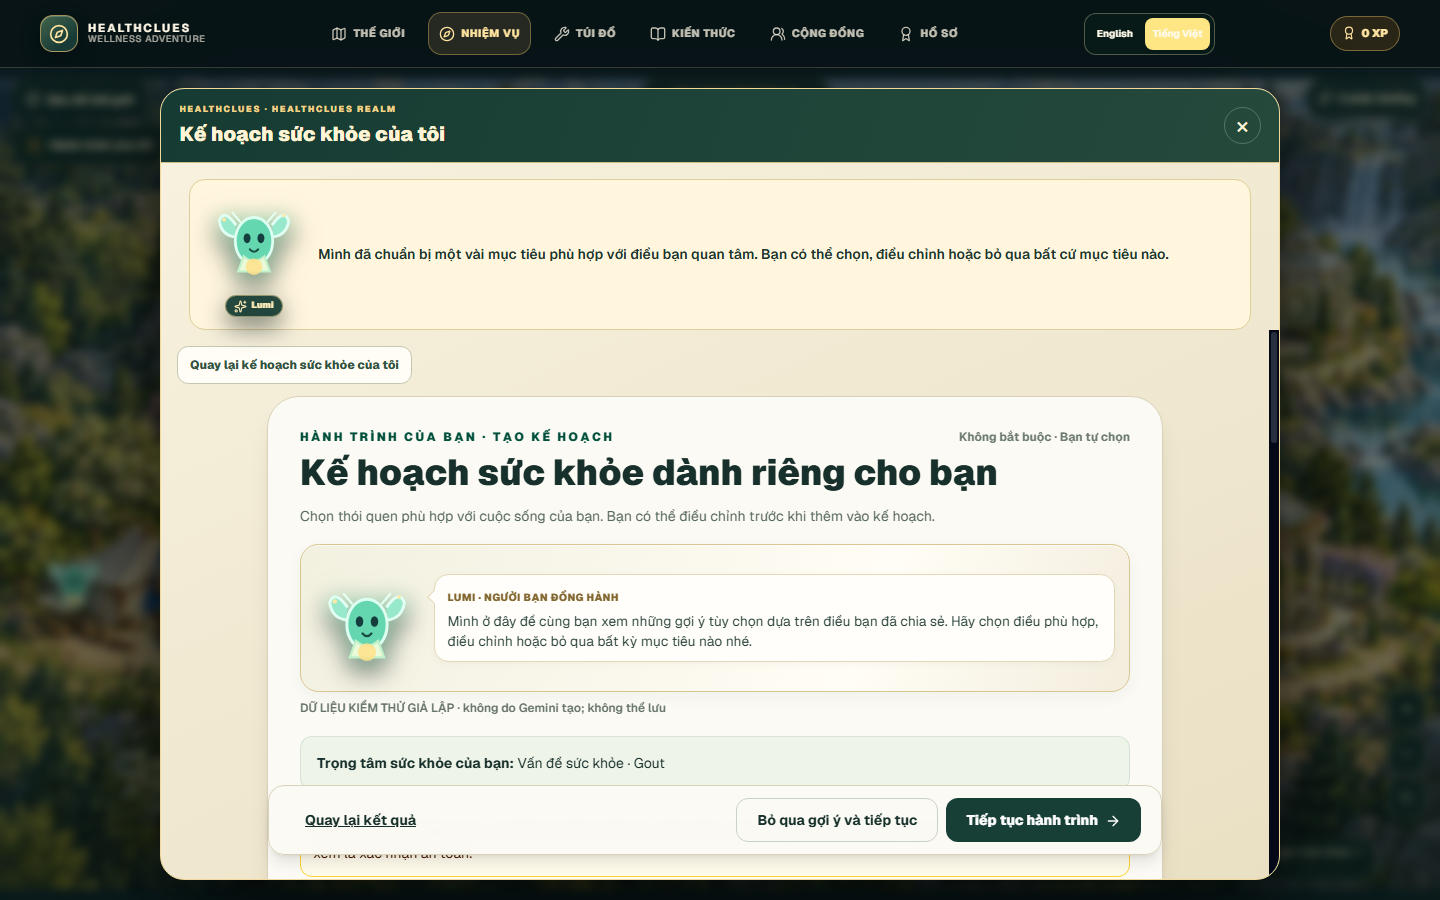 HEALTHCLUES
WELLNESS ADVENTURE
THẾ GIỚI
NHIỆM VỤ
TÚI ĐỒ
KIẾN THỨC
CỘNG ĐỒNG
HỒ SƠ
English
Tiếng Việt
0 XP
HEALTHCLUES · HEALTHCLUES REALM
Kế hoạch sức khỏe của tôi
Mình đã chuẩn bị một vài mục tiêu phù hợp với điều bạn quan tâm. Bạn có thể chọn, điều chỉnh hoặc bỏ qua bất cứ mục tiêu nào.
Lumi
Quay lại kế hoạch sức khỏe của tôi
HÀNH TRÌNH CỦA BẠN · TẠO KẾ HOẠCH
Không bắt buộc · Bạn tự chọn
Kế hoạch sức khỏe dành riêng cho bạn
Chọn thói quen phù hợp với cuộc sống của bạn. Bạn có thể điều chỉnh trước khi thêm vào kế hoạch.
LUMI · NGƯỜI BẠN ĐỒNG HÀNH
Mình ở đây để cùng bạn xem những gợi ý tùy chọn dựa trên điều bạn đã chia sẻ. Hãy chọn điều phù hợp,
điều chỉnh hoặc bỏ qua bất kỳ mục tiêu nào nhé.
DỮ LIỆU KIỂM THỬ GIẢ LẬP · không do Gemini tạo; không thể lưu
Trọng tâm sức khỏe của bạn: Vấn đề sức khỏe · Gout
Quay lại kết quả
Bỏ qua gợi ý và tiếp tục
Tiếp tục hành trình
xem là xác nhận an toàn.